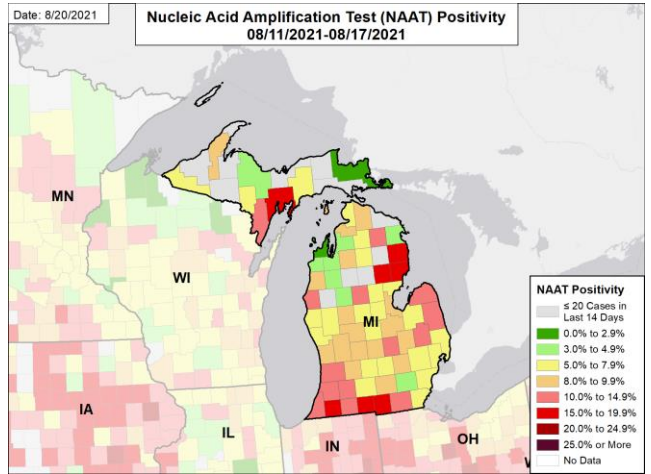 Date: 8/20/2021
Nucleic Acid Amplification Test (NAAT) Positivity
08/11/2021-08/17/2021
MN
WI
MI
IA
IL
IN
OH
NAAT Positivity
≤ 20 Cases in
Last 14 Days
0.0% to 2.9%
3.0% to 4.9%
5.0% to 7.9%
8.0% to 9.9%
10.0% to 14.9%
15.0% to 19.9%
20.0% to 24.9%
25.0% or More
No Data